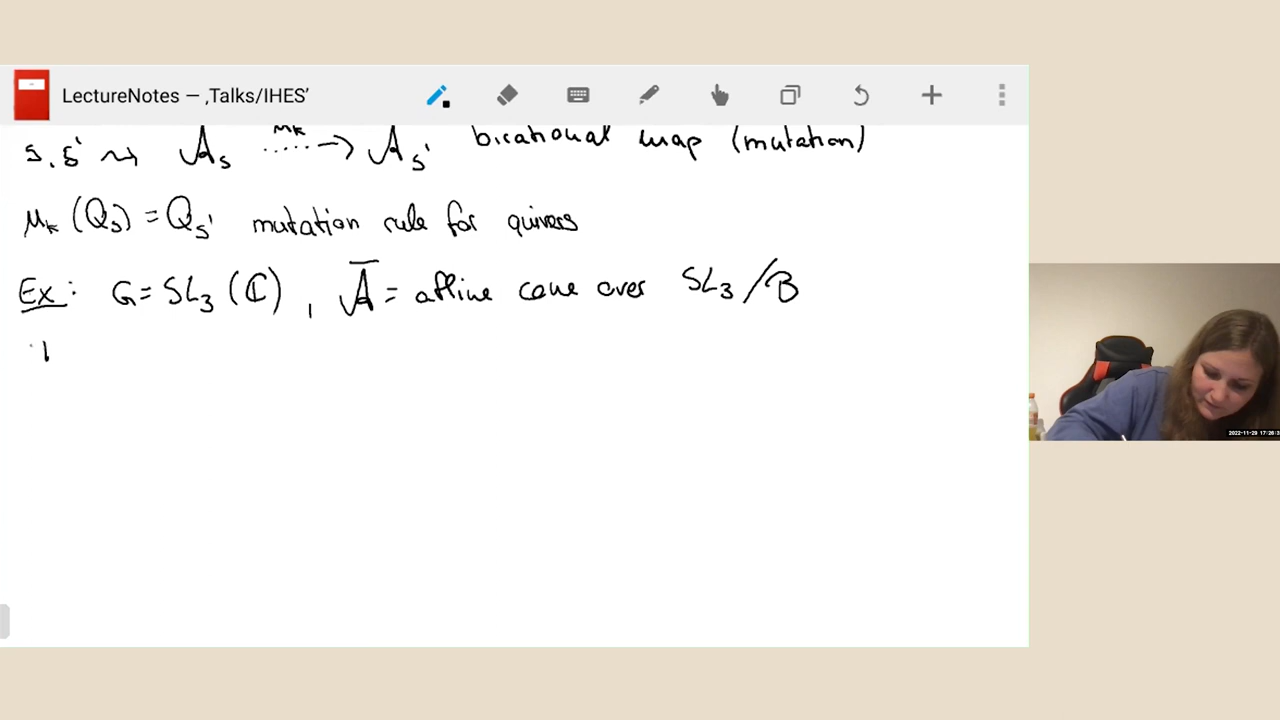 LectureNotes — ‚Talks/IHES’
s, s' ⇝ A_s ⋯→ A_s' birational map (mutation)
μ_k
μ_k (Q_s) = Q_s' mutation rule for quivers
Ex: G = SL_3 (ℂ), A̅ = affine cone over SL_3/B